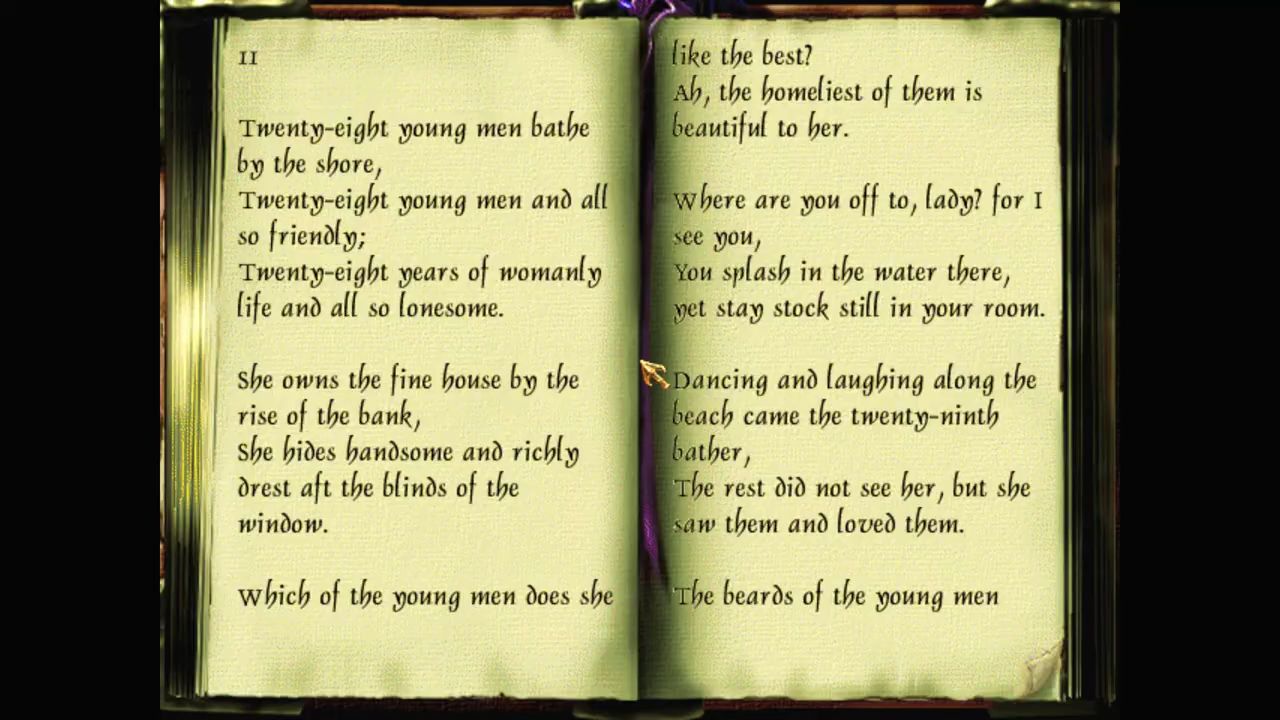 11
Twenty-eight young men bathe
by the shore,
Twenty-eight young men and all
so friendly;
Twenty-eight years of womanly
life and all so lonesome.
She owns the fine house by the
rise of the bank,
She hides handsome and richly
drest aft the blinds of the
window.
Which of the young men does she
like the best?
Ah, the homeliest of them is
beautiful to her.
Where are you off to, lady? for I
see you,
You splash in the water there,
yet stay stock still in your room.
Dancing and laughing along the
beach came the twenty-ninth
bather,
The rest did not see her, but she
saw them and loved them.
The beards of the young men